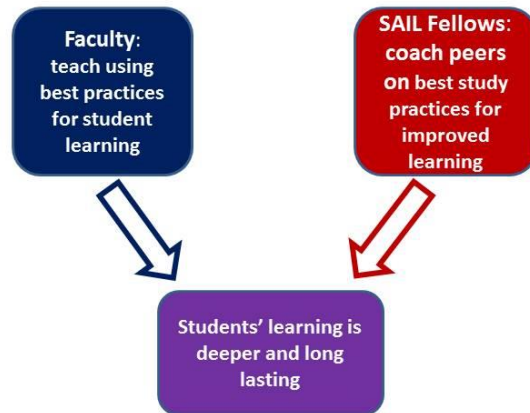 Faculty:
teach using
best practices
for student
learning
SAIL Fellows:
coach peers
on best study
practices for
improved
learning
Students’ learning is
deeper and long
lasting